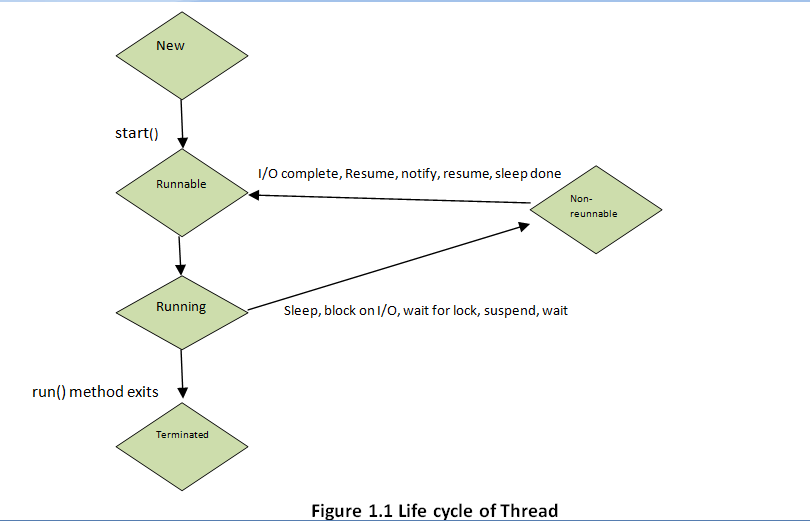 New
start()
Runnable
I/O complete, Resume, notify, resume, sleep done
Non-
reunnable
Running
Sleep, block on I/O, wait for lock, suspend, wait
run() method exits
Terminated
Figure 1.1 Life cycle of Thread